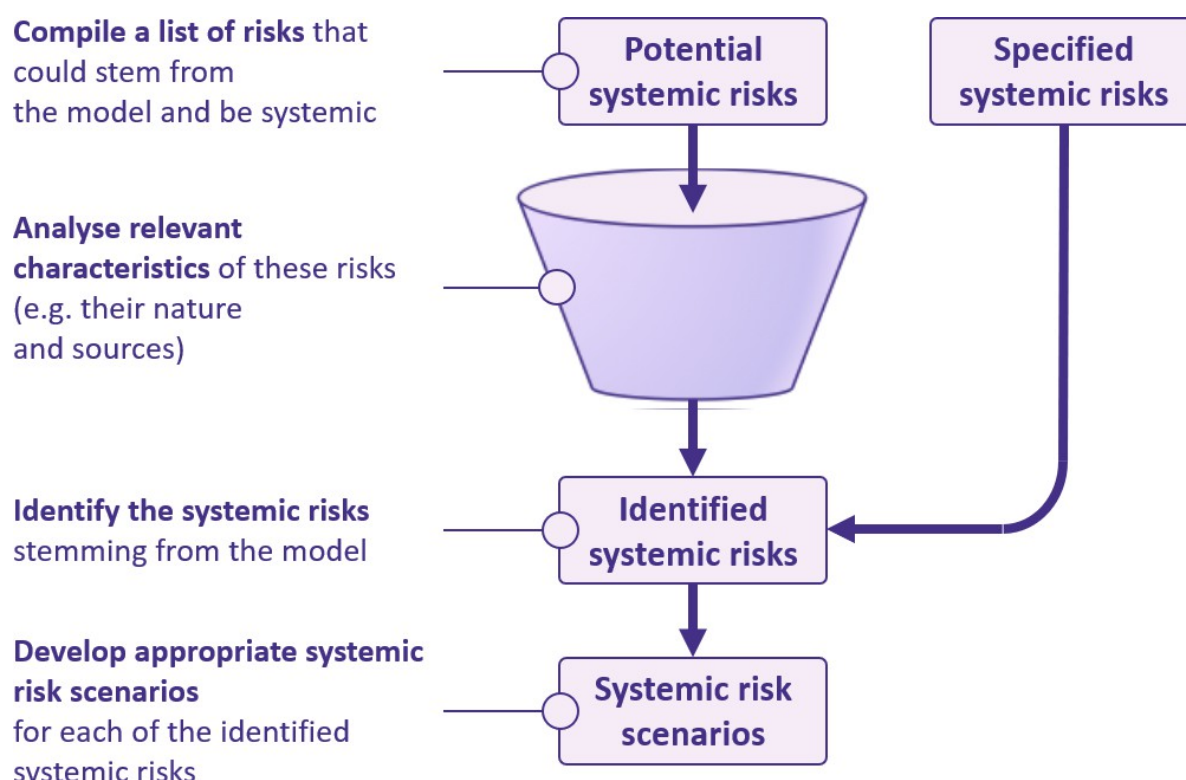 Compile a list of risks that
could stem from
the model and be systemic
Potential
systemic risks
Specified
systemic risks
Analyse relevant
characteristics of these risks
(e.g. their nature
and sources)
Identify the systemic risks
stemming from the model
Identified
systemic risks
Develop appropriate systemic
risk scenarios
for each of the identified
systemic risks
Systemic risk
scenarios